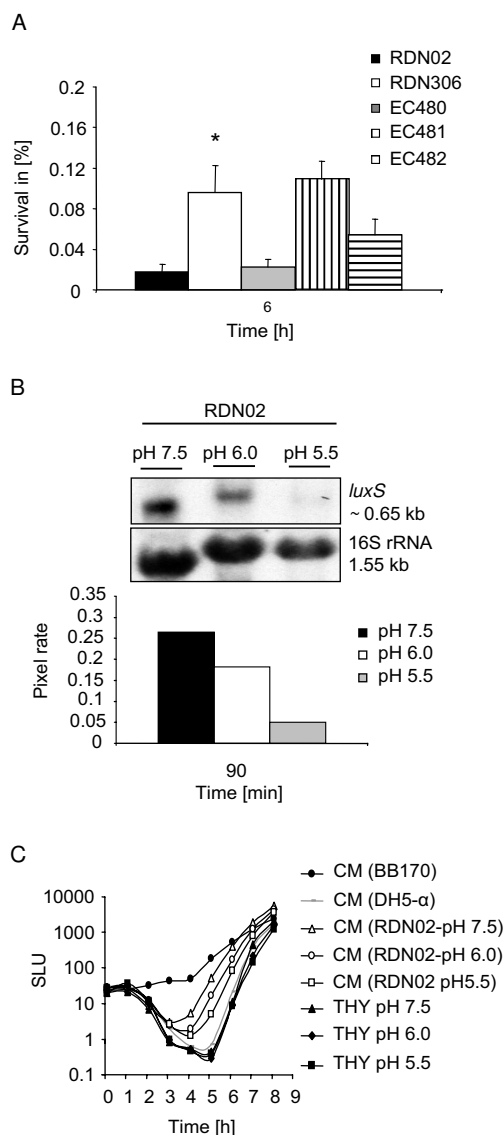 A
RDN02
RDN306
EC480
EC481
EC482
0.2
0.16
0.12
0.08
0.04
0
*
Survival in [%]
6
Time [h]
B
RDN02
pH 7.5 pH 6.0 pH 5.5
luxS
~ 0.65 kb
16S rRNA
1.55 kb
0.35
0.3
0.25
0.2
0.15
0.1
0.05
0
Pixel rate
pH 7.5
pH 6.0
pH 5.5
90
Time [min]
C
10000
1000
100
10
1
0.1
SLU
0 1 2 3 4 5 6 7 8 9
Time [h]
CM (BB170)
CM (DH5-α)
CM (RDN02-pH 7.5)
CM (RDN02-pH 6.0)
CM (RDN02 pH5.5)
THY pH 7.5
THY pH 6.0
THY pH 5.5